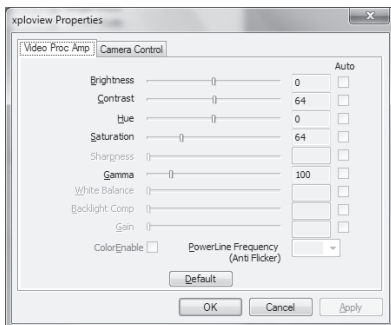 xploview Properties
Video Proc Amp Camera Control
Auto
Brightness 0
Contrast 64
Hue 0
Saturation 64
Sharpness
Gamma 100
White Balance
Backlight Comp
Gain
ColorEnable PowerLine Frequency
(Anti Flicker)
Default
OK Cancel Apply